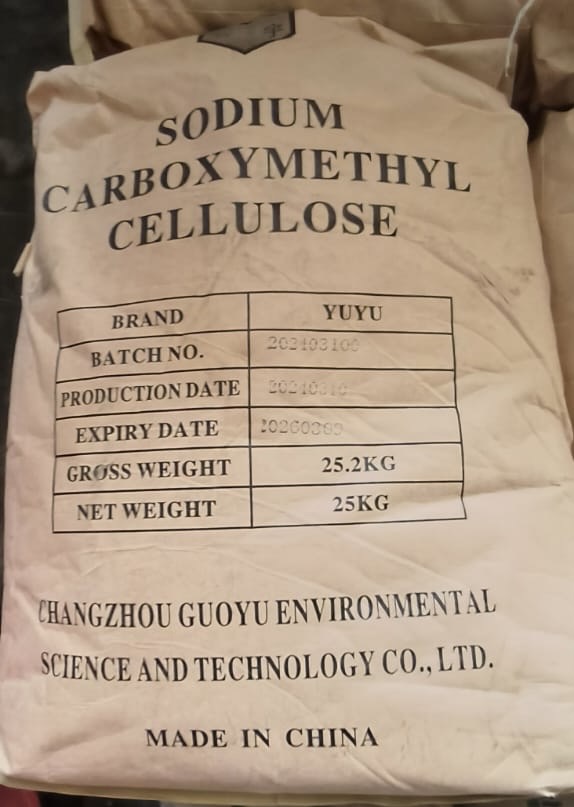 SODIUM
CARBOXYMETHYL
CELLULOSE
BRAND YUYU
BATCH NO.
PRODUCTION DATE
EXPIRY DATE
GROSS WEIGHT 25.2KG
NET WEIGHT 25KG
CHANGZHOU GUOYU ENVIRONMENTAL
SCIENCE AND TECHNOLOGY CO., LTD.
MADE IN CHINA